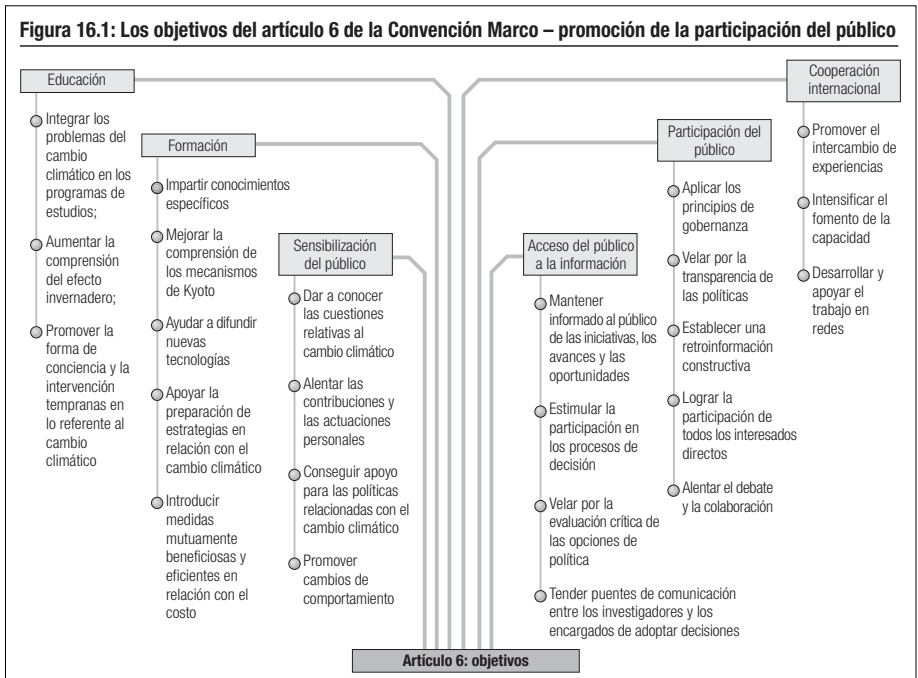 Figura 16.1: Los objetivos del artículo 6 de la Convención Marco – promoción de la participación del público
Educación
Integrar los
problemas del
cambio
climático en los
programas de
estudios;
Aumentar la
comprensión
del efecto
invernadero;
Promover la
forma de
conciencia y la
intervención
tempranas en
lo referente al
cambio
climático
Formación
Impartir conocimientos
específicos
Mejorar la
comprensión de
los mecanismos
de Kyoto
Ayudar a difundir
nuevas
tecnologías
Apoyar la
preparación de
estrategias en
relación con el
cambio climático
Introducir
medidas
mutuamente
beneficiosas y
eficientes en
relación con el
costo
Sensibilización
del público
Dar a conocer
las cuestiones
relativas al
cambio climático
Alentar las
contribuciones y
las actuaciones
personales
Conseguir apoyo
para las políticas
relacionadas con el
cambio climático
Promover
cambios de
comportamiento
Acceso del público
a la información
Mantener
informado al público
de las iniciativas, los
avances y las
oportunidades
Estimular la
participación en
los procesos de
decisión
Velar por la
evaluación crítica de
las opciones de
política
Tender puentes de comunicación
entre los investigadores y los
encargados de adoptar decisiones
Participación del
público
Aplicar los
principios de
gobernanza
Velar por la
transparencia de
las políticas
Establecer una
retroinformación
constructiva
Lograr la
participación de
todos los interesados
directos
Alentar el debate
y la colaboración
Cooperación
internacional
Promover el
intercambio de
experiencias
Intensificar el
fomento de la
capacidad
Desarrollar y
apoyar el
trabajo en
redes
Artículo 6: objetivos